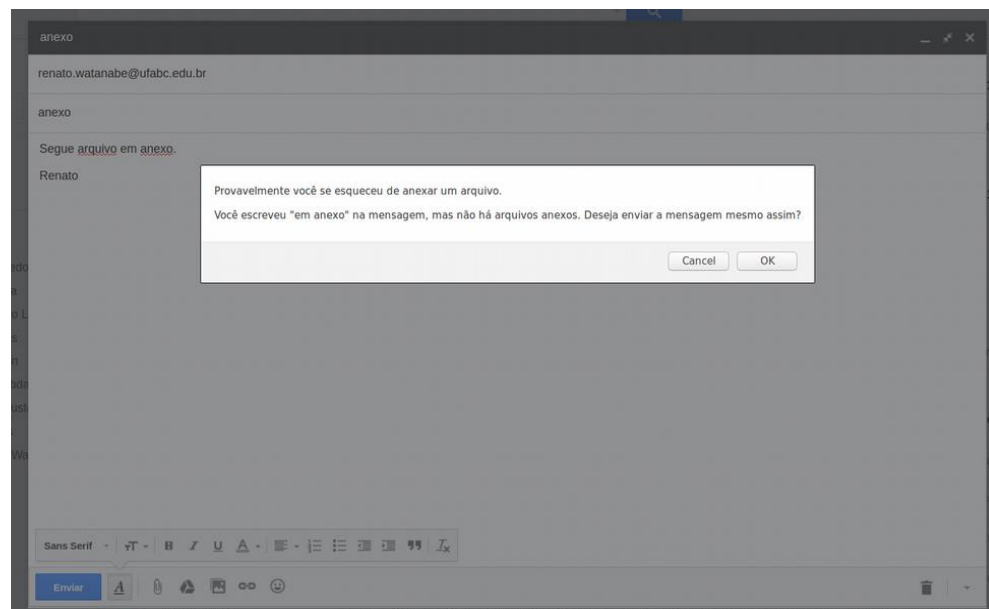 anexo
renato.watanabe@ufabc.edu.br
anexo
Segue arquivo em anexo.
Renato
Provavelmente você se esqueceu de anexar um arquivo.
Você escreveu "em anexo" na mensagem, mas não há arquivos anexos. Deseja enviar a mensagem mesmo assim?
Cancel OK
Sans Serif
Enviar